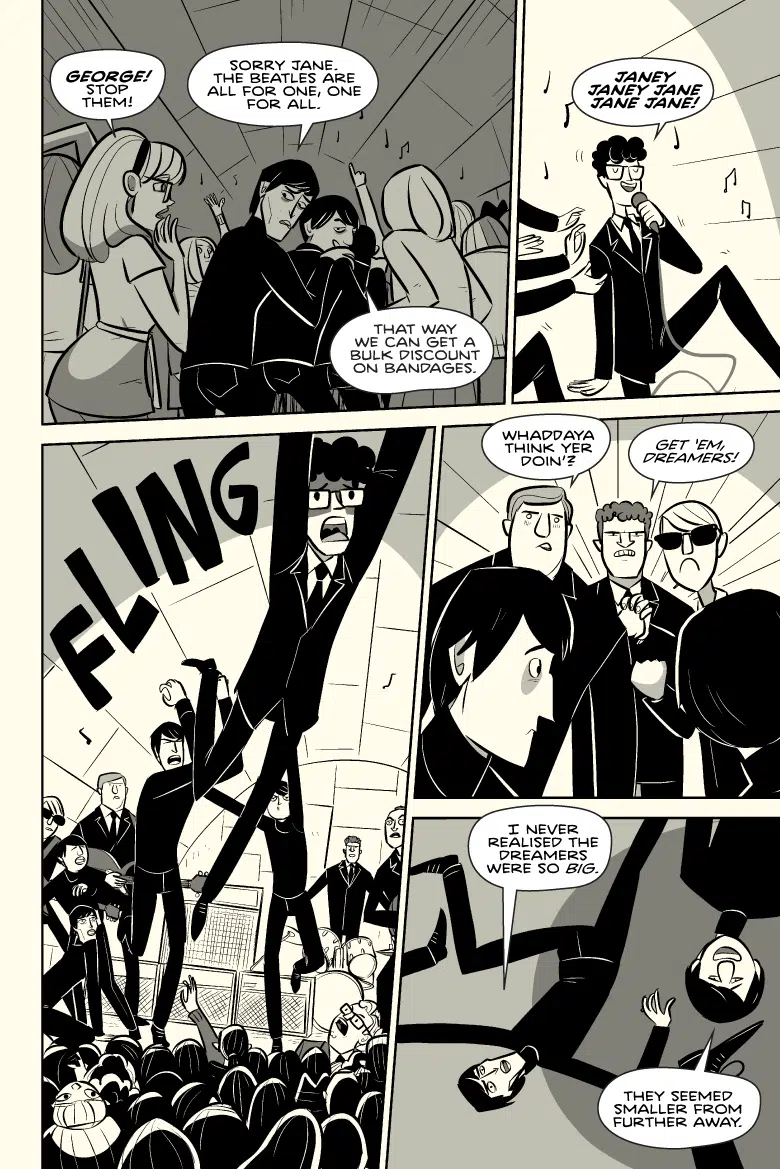 GEORGE!
STOP
THEM!
SORRY JANE.
THE BEATLES ARE
ALL FOR ONE, ONE
FOR ALL.
THAT WAY
WE CAN GET A
BULK DISCOUNT
ON BANDAGES.
JANEY
JANEY JANE
JANE JANE!
FLING
WHADDAYA
THINK YER
DOIN'?
GET 'EM,
DREAMERS!
I NEVER
REALISED THE
DREAMERS
WERE SO BIG.
THEY SEEMED
SMALLER FROM
FURTHER AWAY.